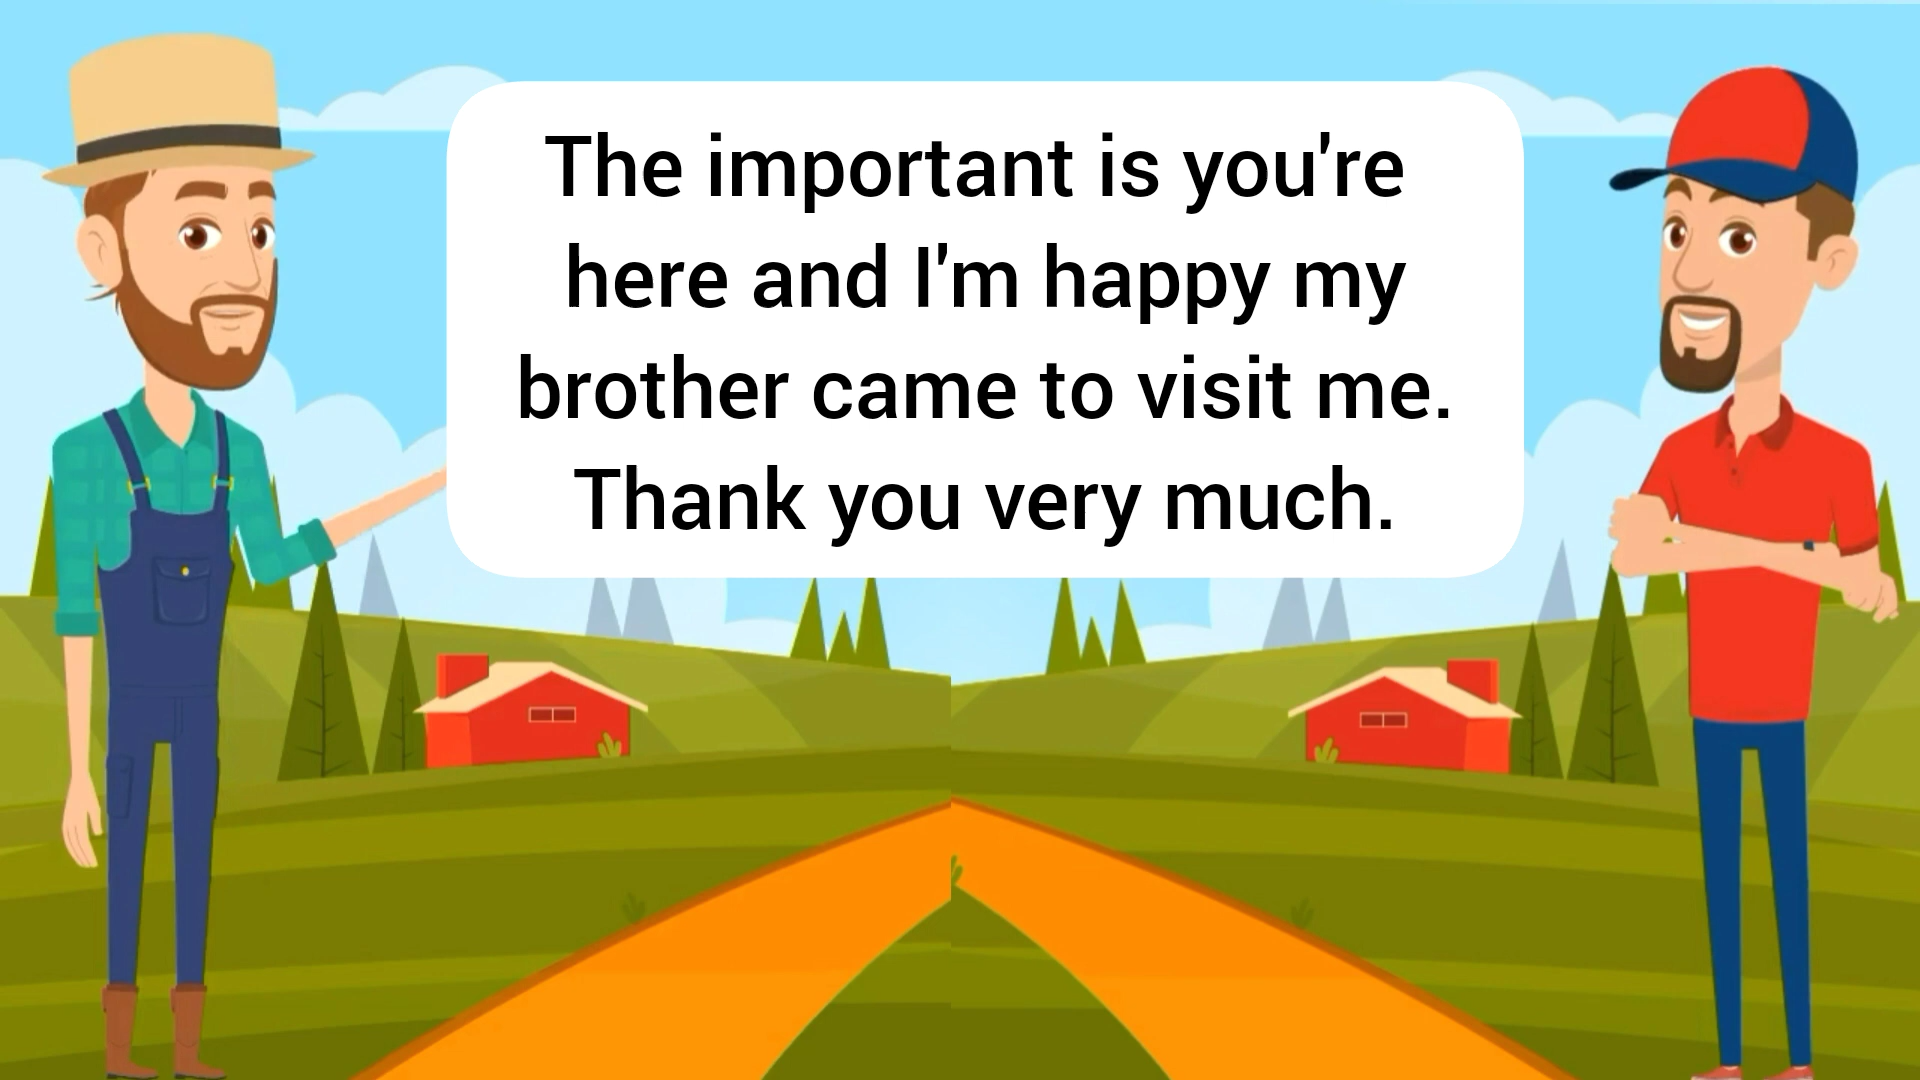 The important is you're
here and I'm happy my
brother came to visit me.
Thank you very much.